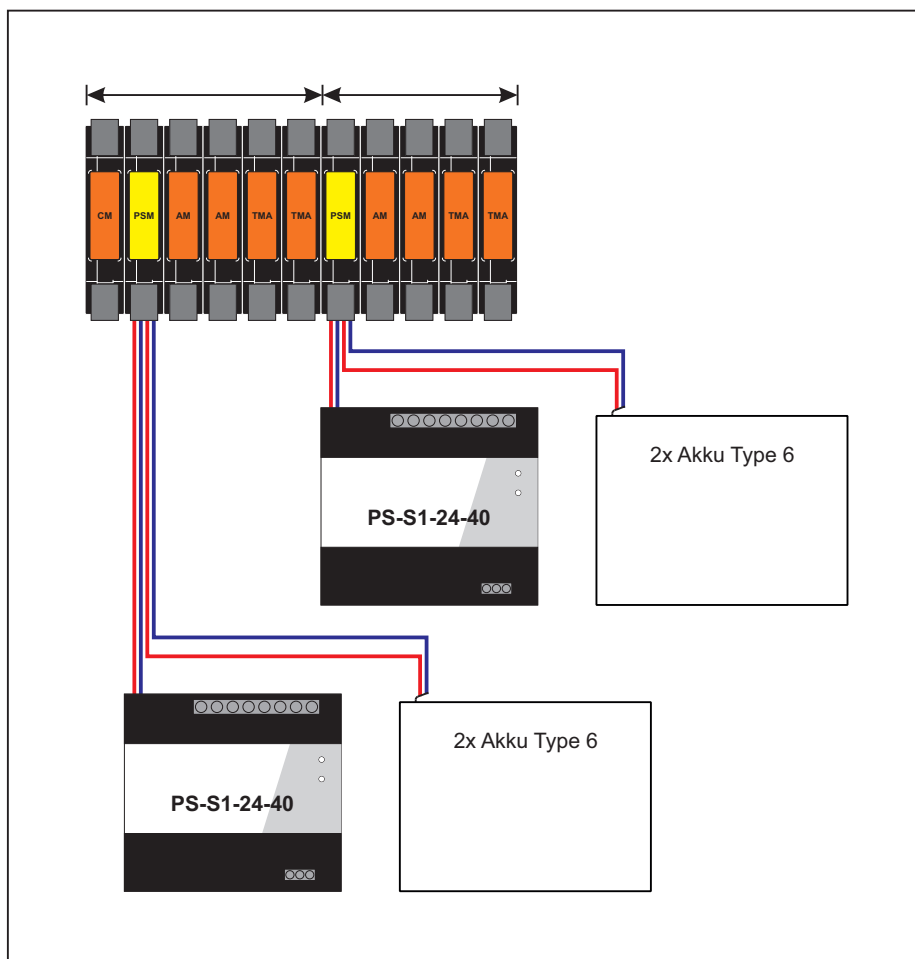 CM PSM AM AM TMA TMA PSM AM AM TMA TMA
2x Akku Type 6
PS-S1-24-40
2x Akku Type 6
PS-S1-24-40